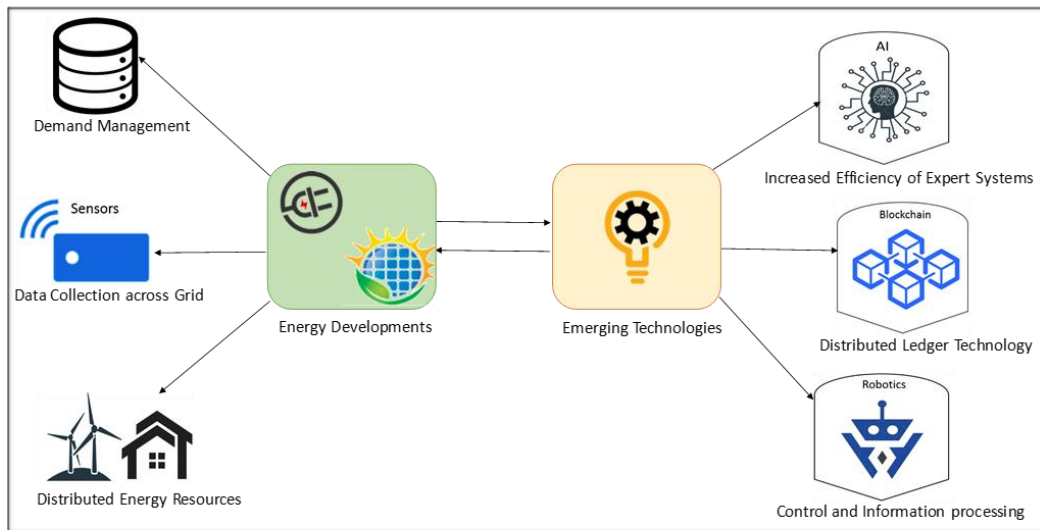 Demand Management
Sensors
Data Collection across Grid
Distributed Energy Resources
Energy Developments
Emerging Technologies
AI
Increased Efficiency of Expert Systems
Blockchain
Distributed Ledger Technology
Robotics
Control and Information processing